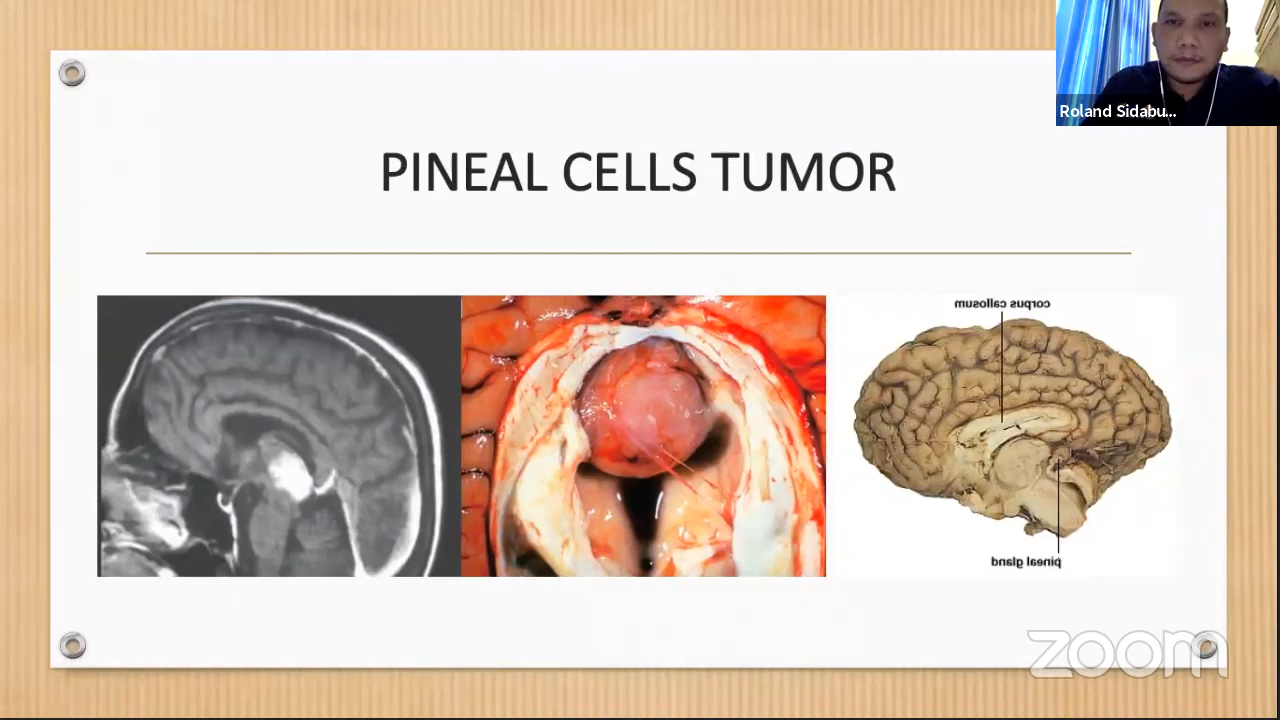 Roland Sidabu...
PINEAL CELLS TUMOR
corpus callosum
pineal gland
zoom